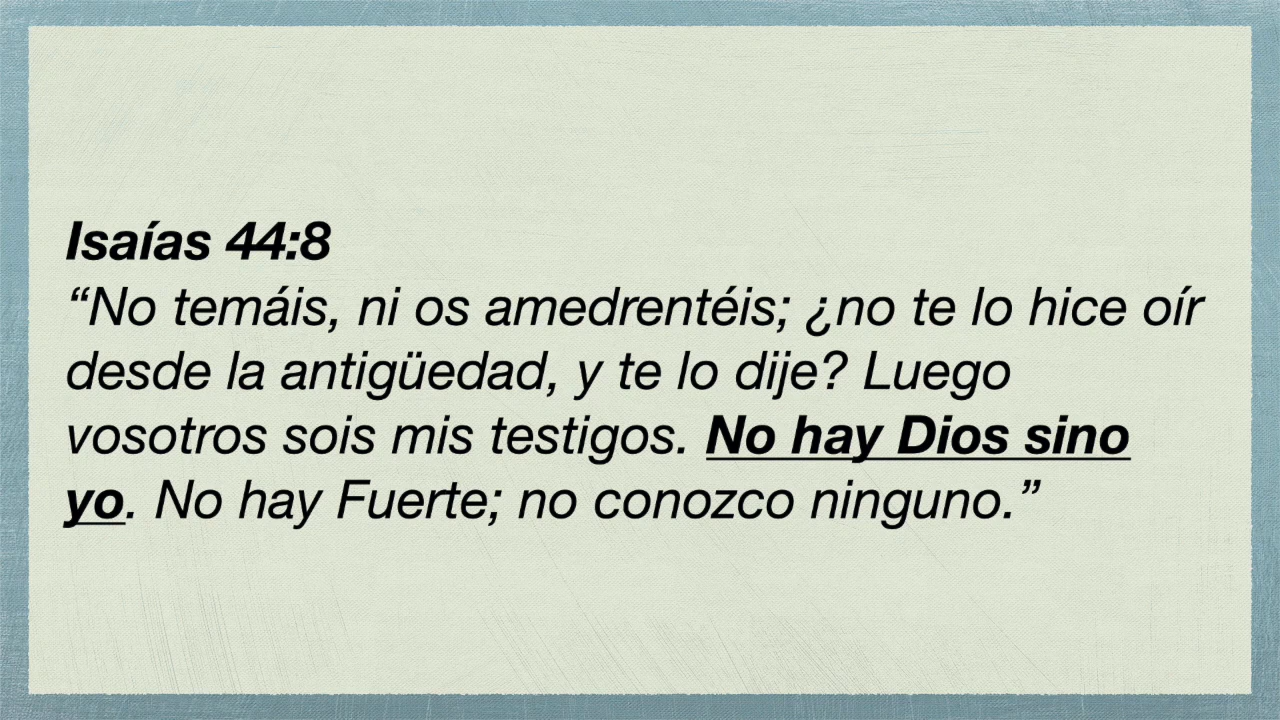 Isaías 44:8
“No temáis, ni os amedrentéis; ¿no te lo hice oír
desde la antigüedad, y te lo dije? Luego
vosotros sois mis testigos. No hay Dios sino
yo. No hay Fuerte; no conozco ninguno.”